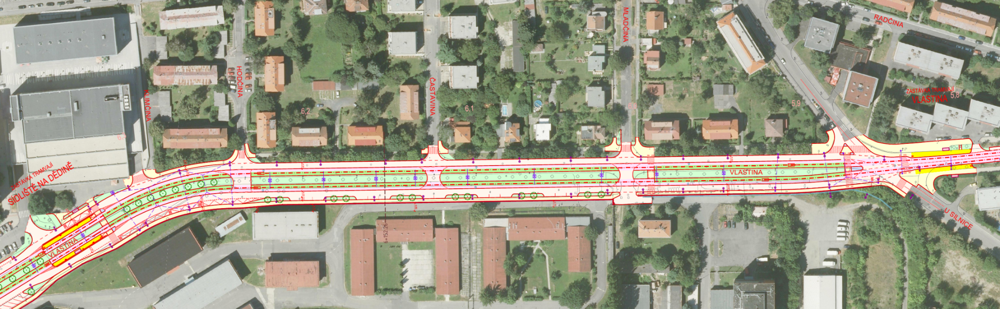 RADČINA
MLADČINA
HODČINA
ČASTAVINA
KLIMČINA
ZASTÁVKA TRAMVAJÍ
VLASTINA
5,8
5,9
6,1
6,2
ZASTÁVKA TRAMVAJÍ
SÍDLIŠTĚ NA DĚDINĚ
VLASTINA
VLASTINA
U SILNICE